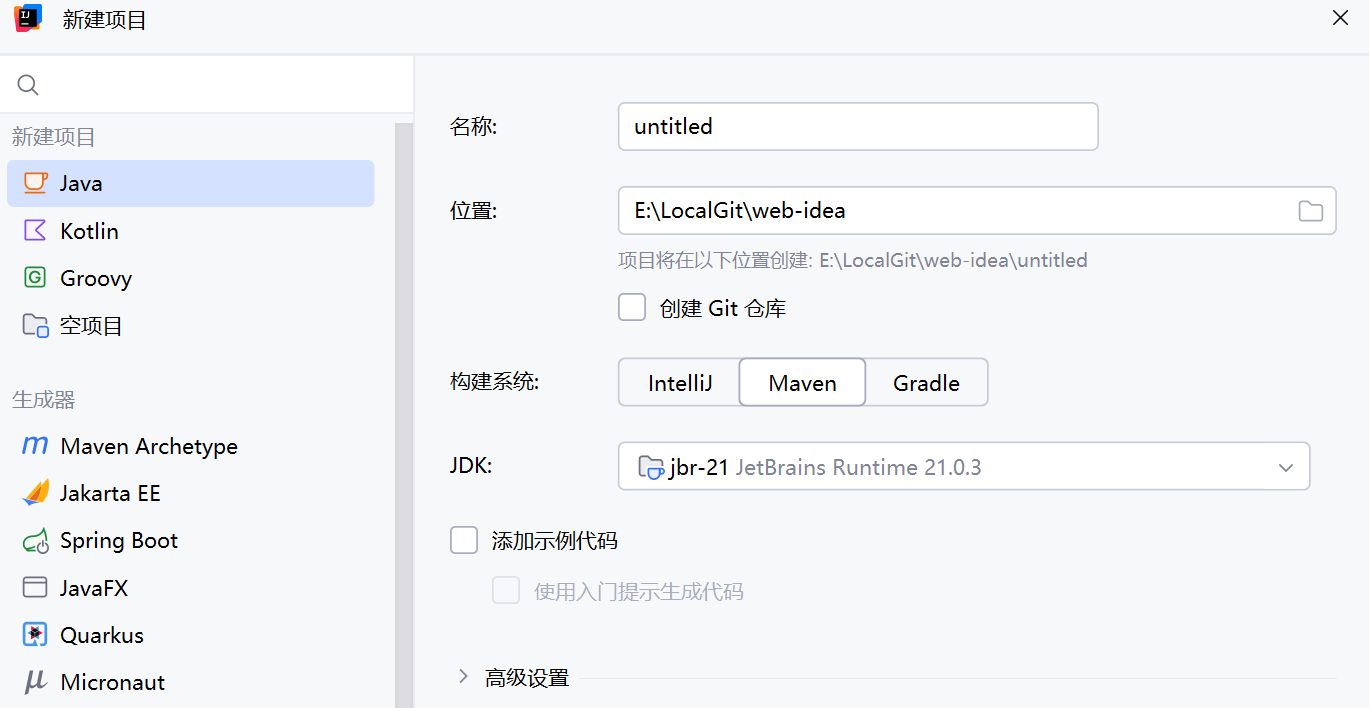 新建项目
新建项目
Java
Kotlin
Groovy
空项目
生成器
Maven Archetype
Jakarta EE
Spring Boot
JavaFX
Quarkus
Micronaut
名称:
untitled
位置:
E:\LocalGit\web-idea
项目将在以下位置创建: E:\LocalGit\web-idea\untitled
创建 Git 仓库
构建系统:
IntelliJ Maven Gradle
JDK:
jbr-21 JetBrains Runtime 21.0.3
添加示例代码
使用入门提示生成代码
高级设置